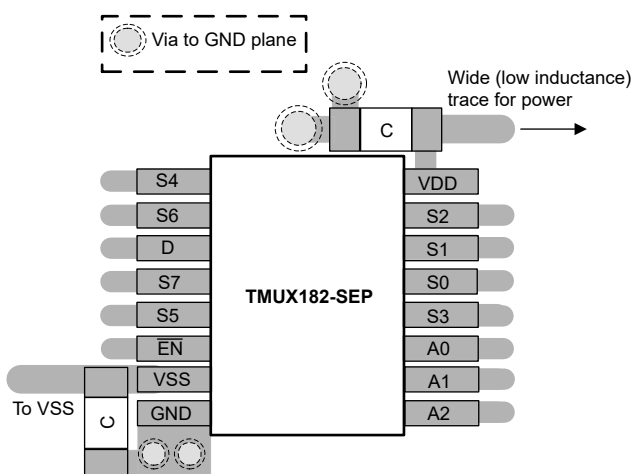 Via to GND plane
Wide (low inductance)
trace for power
C
S4
VDD
S6
S2
D
S1
S7
S0
TMUX182-SEP
S5
S3
EN
A0
VSS
A1
To VSS
C
GND
A2